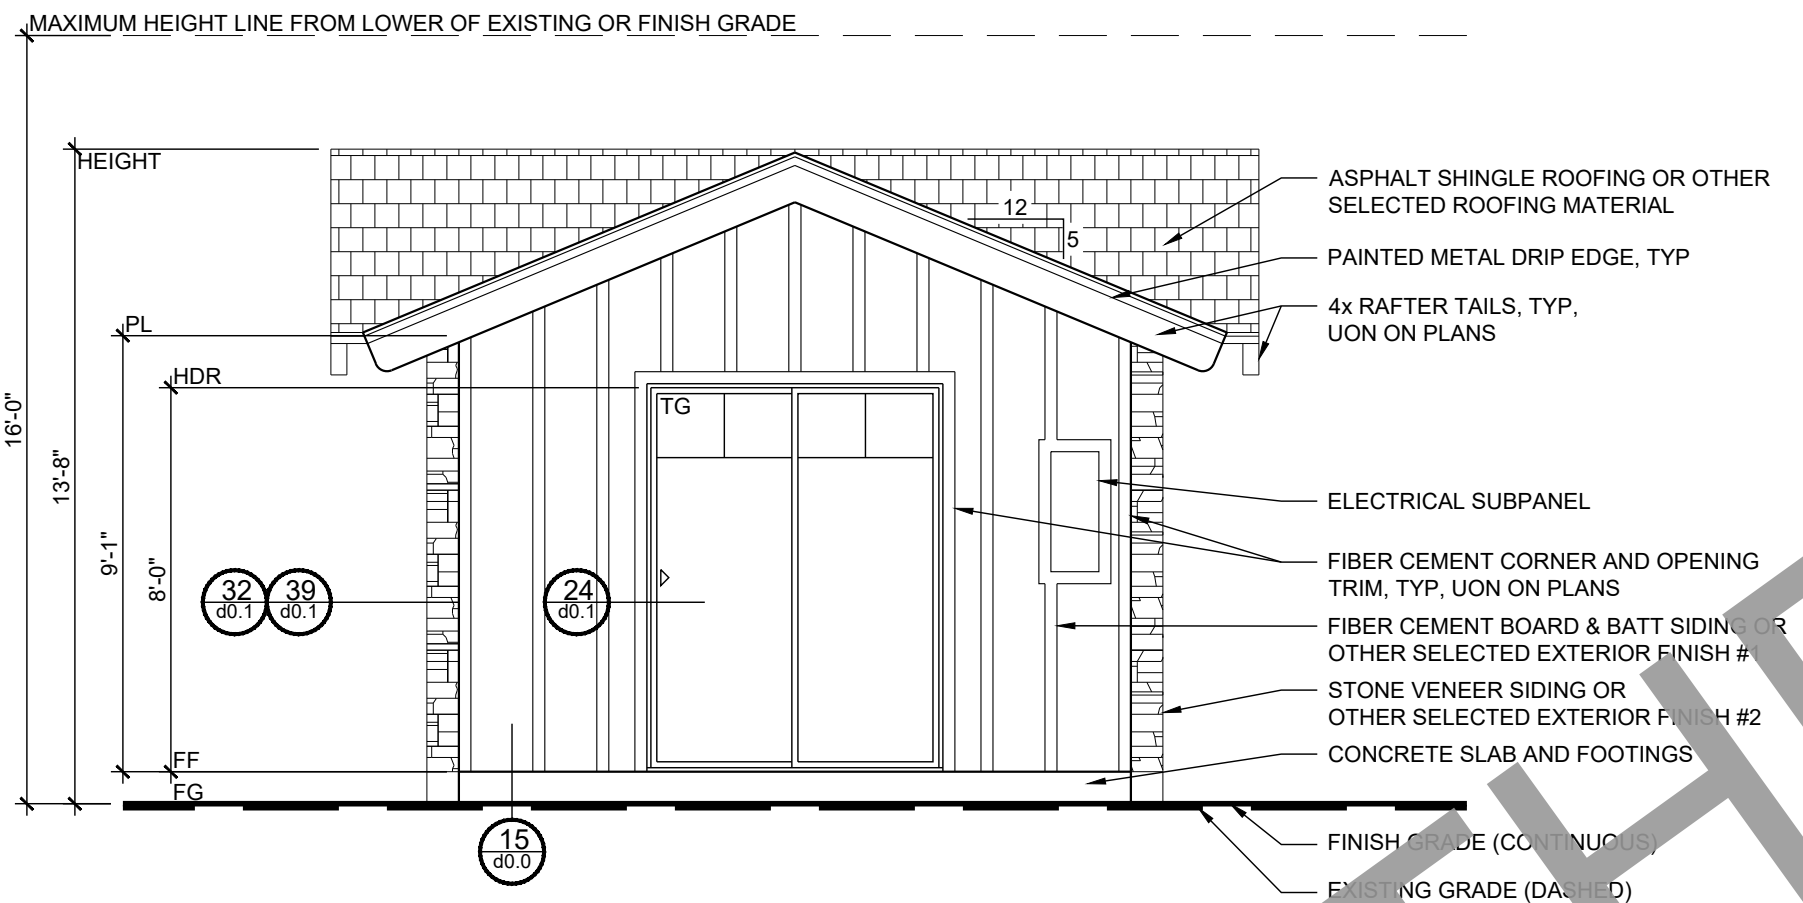 MAXIMUM HEIGHT LINE FROM LOWER OF EXISTING OR FINISH GRADE
HEIGHT
12
5
ASPHALT SHINGLE ROOFING OR OTHER
SELECTED ROOFING MATERIAL
PAINTED METAL DRIP EDGE, TYP
4x RAFTER TAILS, TYP,
UON ON PLANS
PL
HDR
TG
16'-0"
13'-8"
9'-1"
8'-0"
ELECTRICAL SUBPANEL
FIBER CEMENT CORNER AND OPENING
TRIM, TYP, UON ON PLANS
32
d0.1
39
d0.1
24
d0.1
FIBER CEMENT BOARD & BATT SIDING OR
OTHER SELECTED EXTERIOR FINISH #1
STONE VENEER SIDING OR
OTHER SELECTED EXTERIOR FINISH #2
CONCRETE SLAB AND FOOTINGS
FF
FG
15
d0.0
FINISH GRADE (CONTINUOUS)
EXISTING GRADE (DASHED)